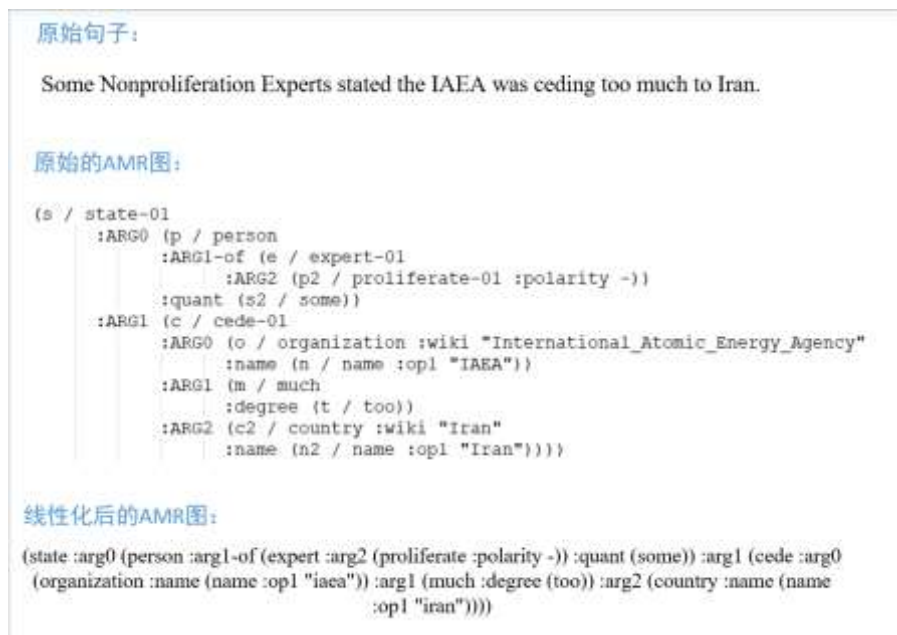 原始句子：
Some Nonproliferation Experts stated the IAEA was ceding too much to Iran.
原始的AMR图：
(s / state-01
:ARG0 (p / person
:ARG1-of (e / expert-01
:ARG2 (p2 / proliferate-01 :polarity -))
:quant (s2 / some))
:ARG1 (c / cede-01
:ARG0 (o / organization :wiki "International_Atomic_Energy_Agency"
:name (n / name :op1 "IAEA"))
:ARG1 (m / much
:degree (t / too))
:ARG2 (c2 / country :wiki "Iran"
:name (n2 / name :op1 "Iran"))))
线性化后的AMR图：
(state :arg0 (person :arg1-of (expert :arg2 (proliferate :polarity -)) :quant (some)) :arg1 (cede :arg0
(organization :name (name :op1 "iaea")) :arg1 (much :degree (too)) :arg2 (country :name (name
:op1 "iran"))))